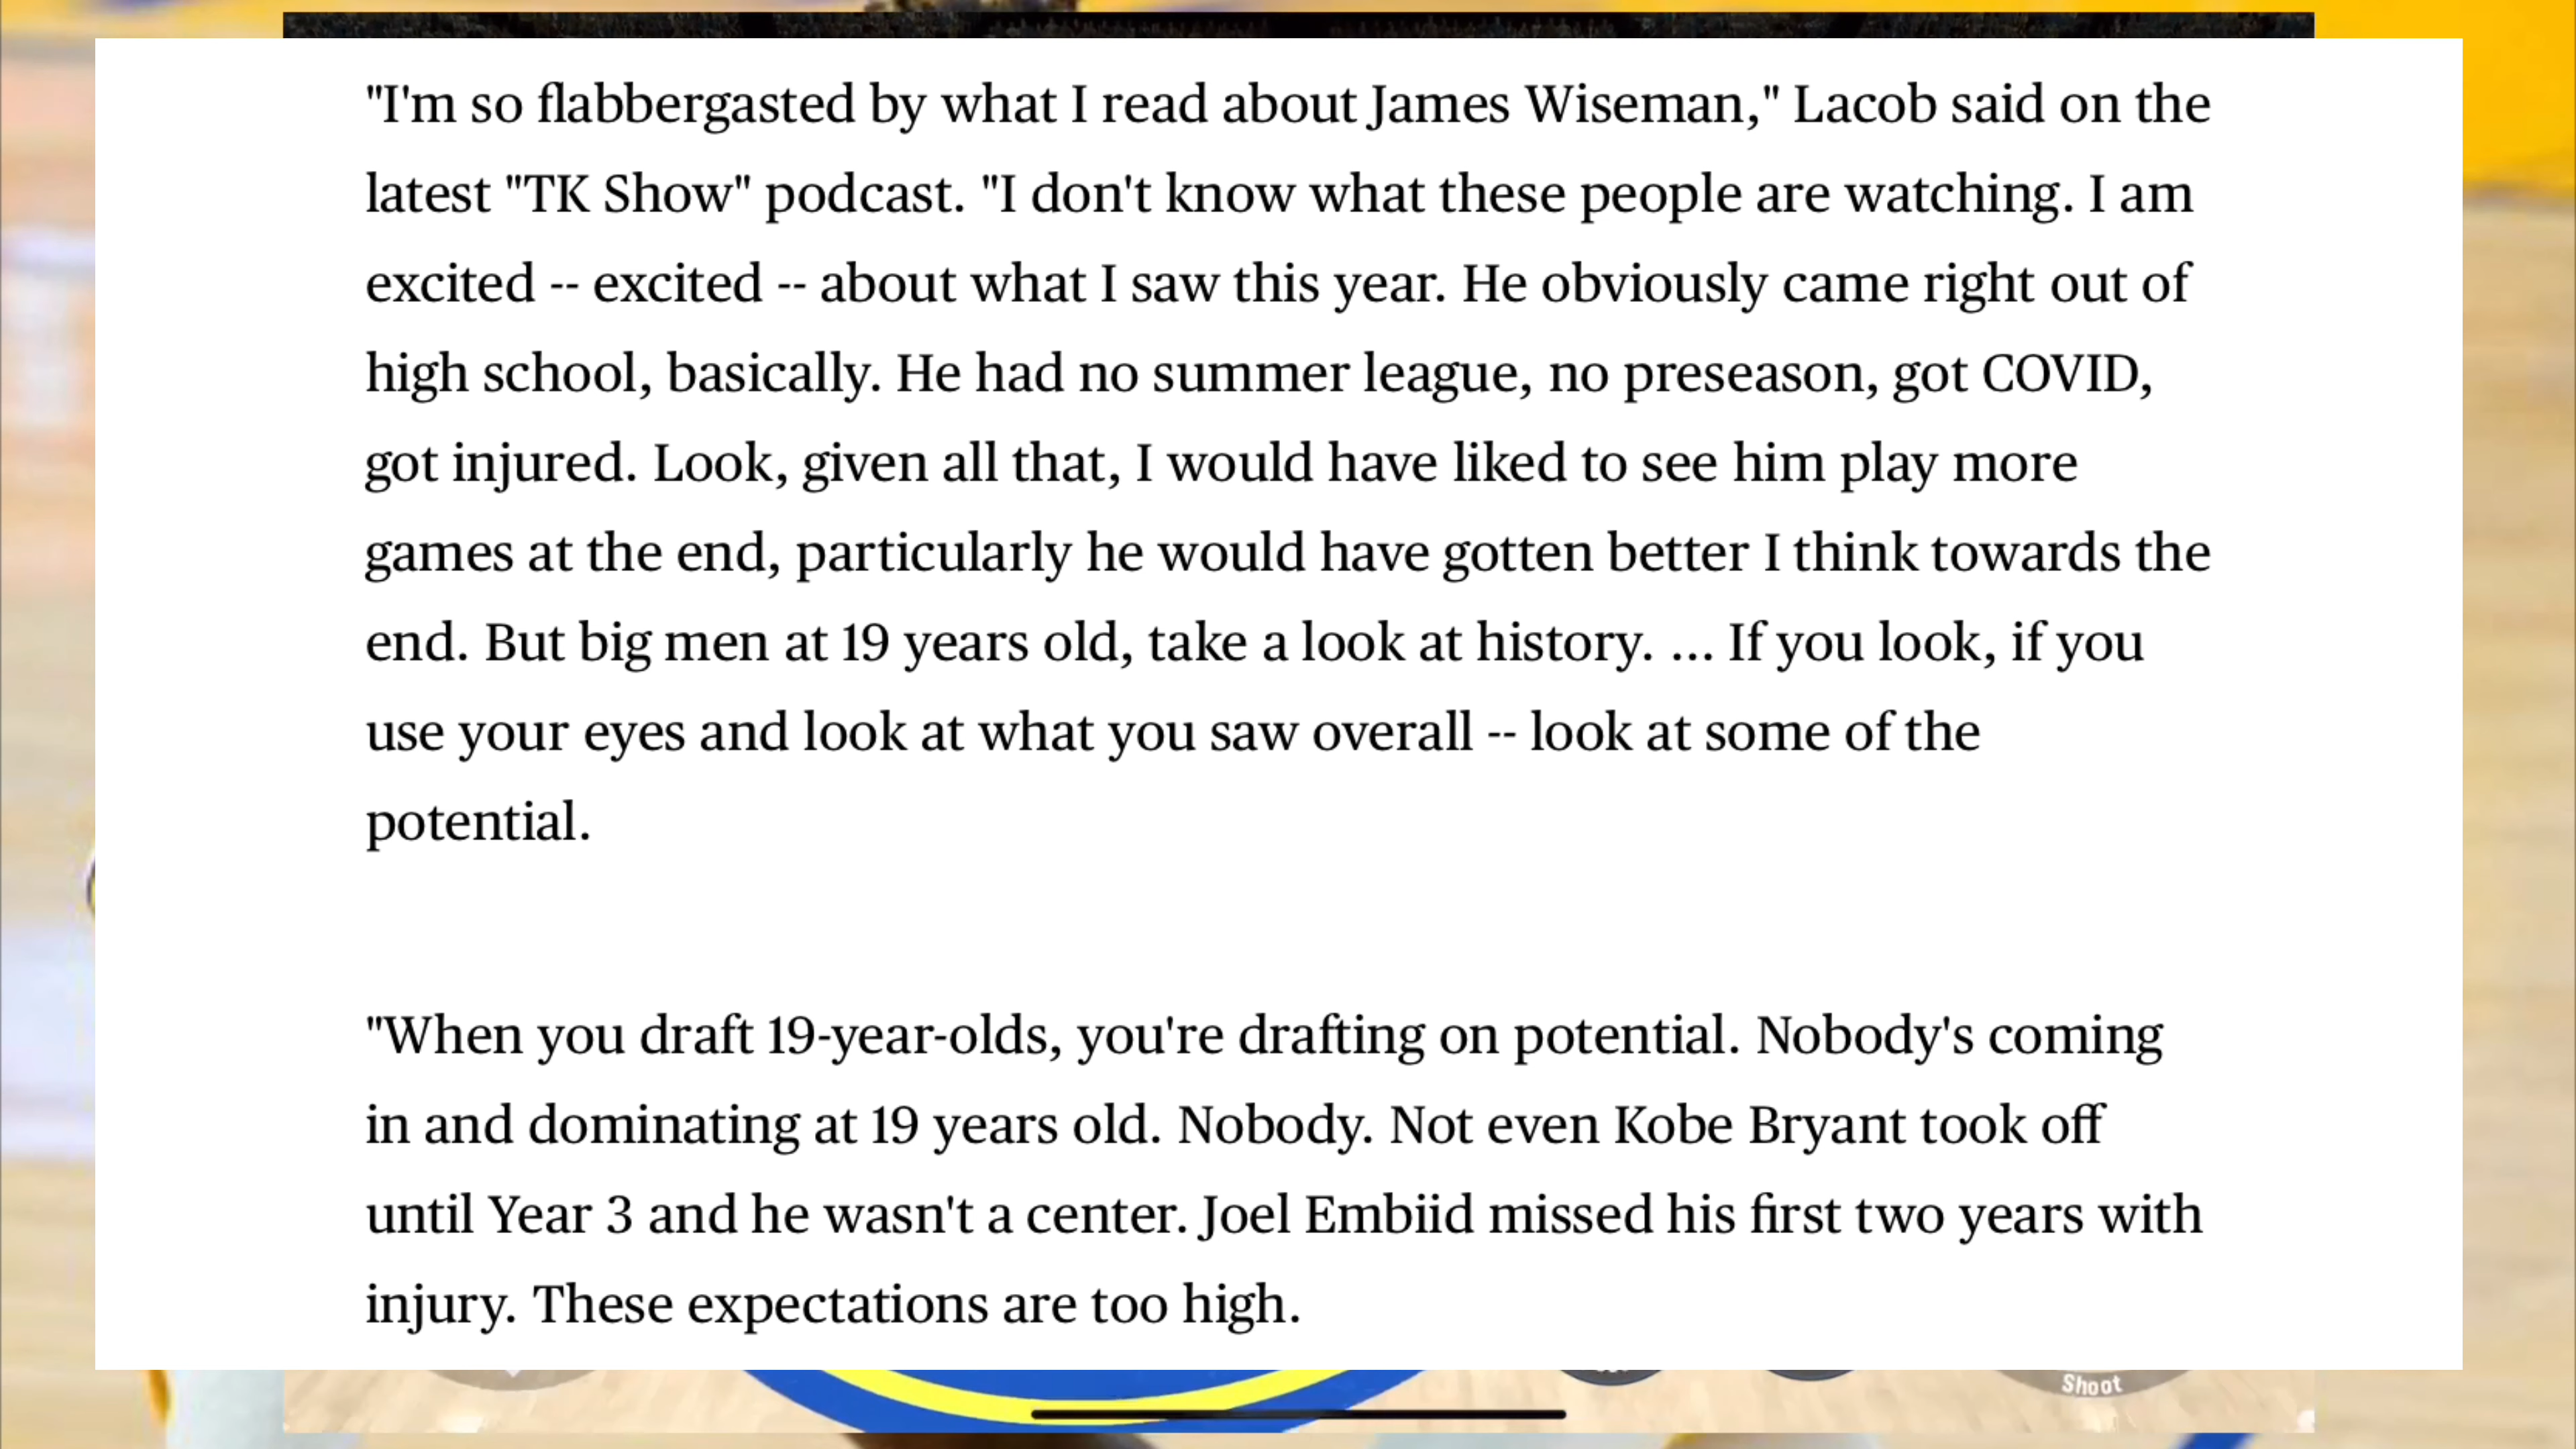 "I'm so flabbergasted by what I read about James Wiseman," Lacob said on the
latest "TK Show" podcast. "I don't know what these people are watching. I am
excited -- excited -- about what I saw this year. He obviously came right out of
high school, basically. He had no summer league, no preseason, got COVID,
got injured. Look, given all that, I would have liked to see him play more
games at the end, particularly he would have gotten better I think towards the
end. But big men at 19 years old, take a look at history. ... If you look, if you
use your eyes and look at what you saw overall -- look at some of the
potential.
"When you draft 19-year-olds, you're drafting on potential. Nobody's coming
in and dominating at 19 years old. Nobody. Not even Kobe Bryant took off
until Year 3 and he wasn't a center. Joel Embiid missed his first two years with
injury. These expectations are too high.
Shoot